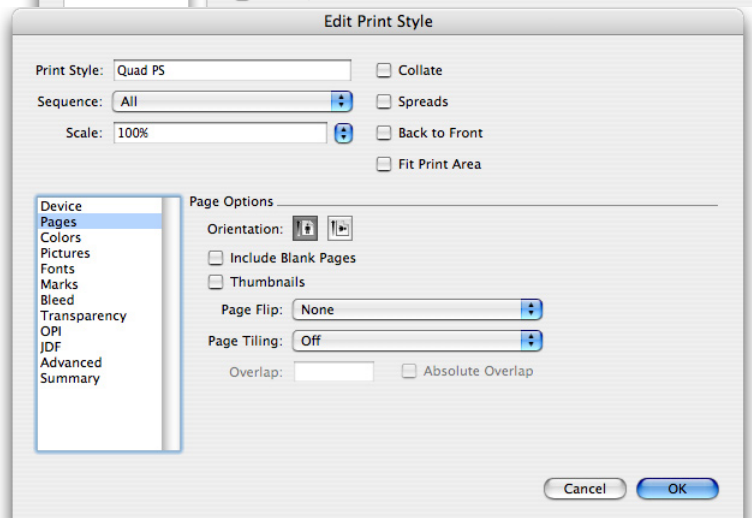 Edit Print Style
Print Style: Quad PS
Collate
Sequence: All
Spreads
Scale: 100%
Back to Front
Fit Print Area
Device
Pages
Colors
Pictures
Fonts
Marks
Bleed
Transparency
OPI
JDF
Advanced
Summary
Page Options
Orientation:
Include Blank Pages
Thumbnails
Page Flip: None
Page Tiling: Off
Overlap:
Absolute Overlap
Cancel
OK